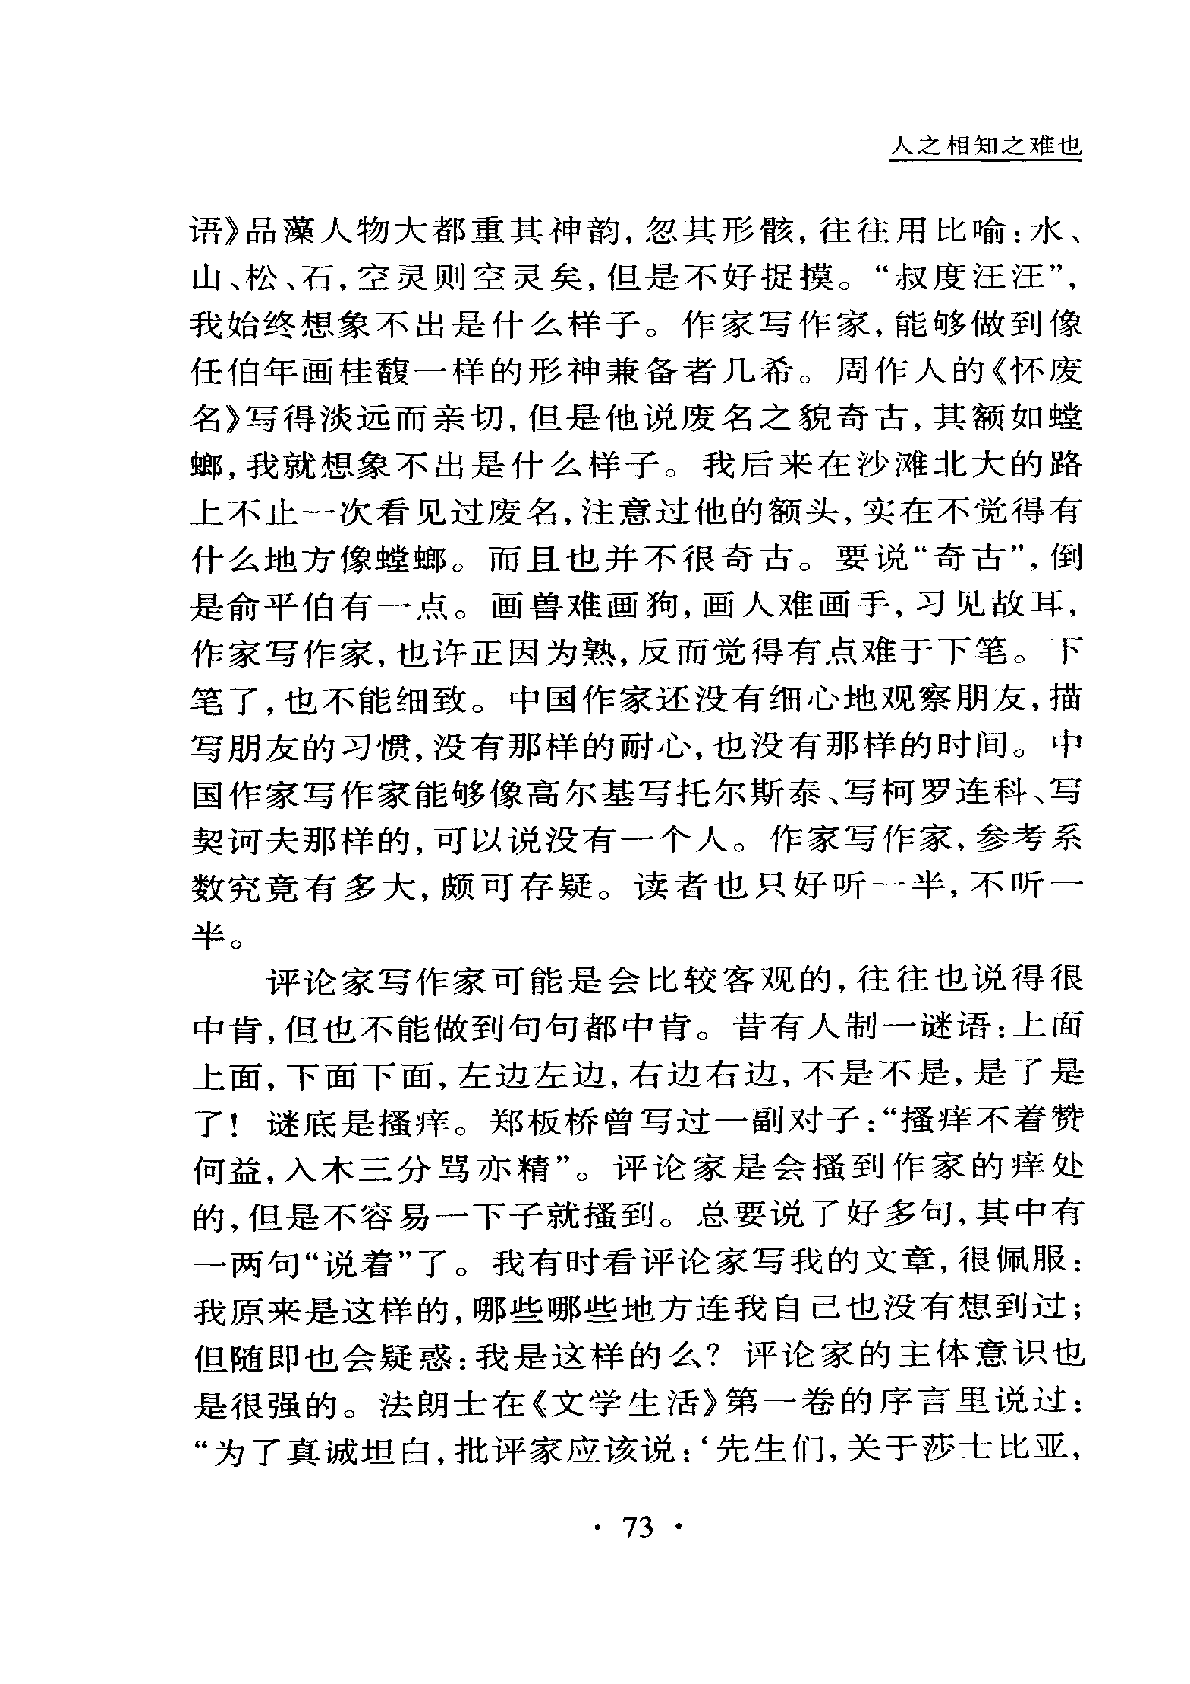 人之相知之难也
语》品藻人物大都重其神韵,忽其形骸,往往用比喻:水、
山、松、石,空灵则空灵矣,但是不好捉摸。“叔度汪汪”,
我始终想象不出是什么样子。作家写作家,能够做到像
任伯年画桂馥一样的形神兼备者几希。周作人的《怀废
名》写得淡远而亲切,但是他说废名之貌奇古,其额如螳
螂,我就想象不出是什么样子。我后来在沙滩北大的路
上不止一次看见过废名,注意过他的额头,实在不觉得有
什么地方像螳螂。而且也并不很奇古。要说“奇古”,倒
是俞平伯有一点。画兽难画狗,画人难画手,习见故耳,
作家写作家,也许正因为熟,反而觉得有点难于下笔。下
笔了,也不能细致。中国作家还没有细心地观察朋友,描
写朋友的习惯,没有那样的耐心,也没有那样的时间。中
国作家写作家能够像高尔基写托尔斯泰、写柯罗连科、写
契诃夫那样的,可以说没有一个人。作家写作家,参考系
数究竟有多大,颇可存疑。读者也只好听一半,不听一
半。
评论家写作家可能是会比较客观的,往往也说得很
中肯,但也不能做到句句都中肯。昔有人制一谜语:上面
上面,下面下面,左边左边,右边右边,不是不是,是了是
了!谜底是搔痒。郑板桥曾写过一副对子:“搔痒不着赞
何益,入木三分骂亦精”。评论家是会搔到作家的痒处
的,但是不容易一下子就搔到。总要说了好多句,其中有
一两句“说着”了。我有时看评论家写我的文章,很佩服:
我原来是这样的,哪些哪些地方连我自己也没有想到过;
但随即也会疑惑:我是这样的么?评论家的主体意识也
是很强的。法朗士在《文学生活》第一卷的序言里说过:
“为了真诚坦白,批评家应该说:‘先生们,关于莎士比亚,
· 73 ·